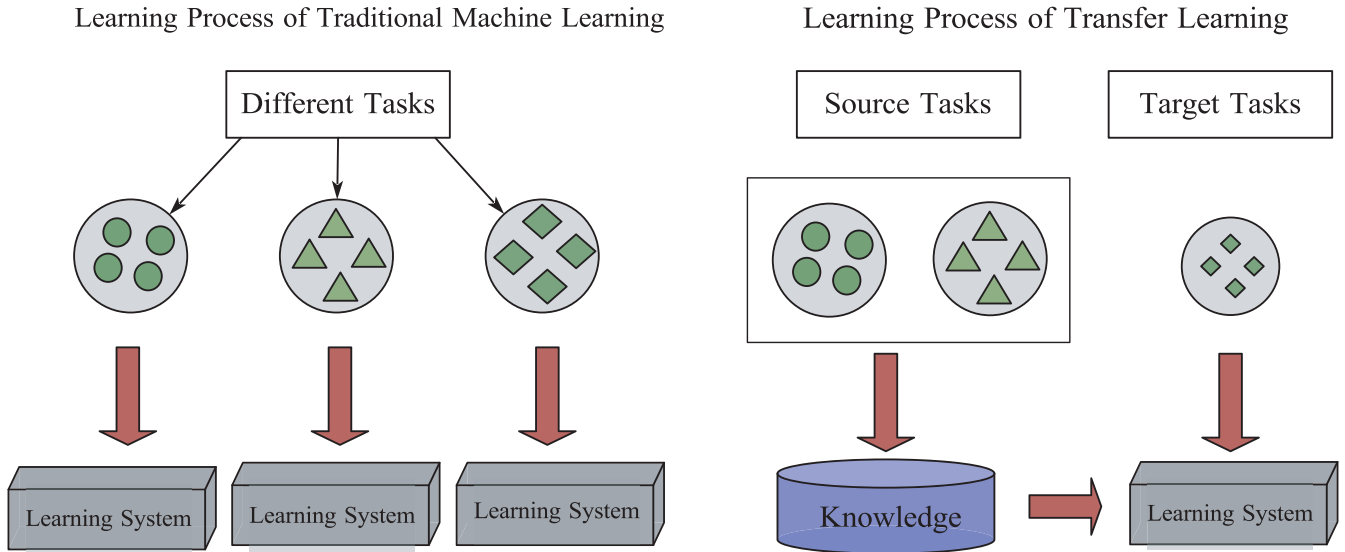 Learning Process of Traditional Machine Learning
Different Tasks
Learning System
Learning System
Learning System
Learning Process of Transfer Learning
Source Tasks
Target Tasks
Knowledge
Learning System